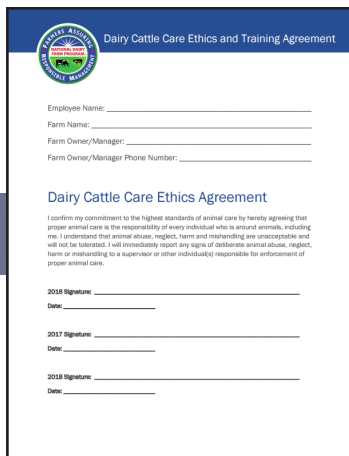 FARMERS ASSURING
NATIONAL DAIRY
FARM PROGRAM
RESPONSIBLE MANAGEMENT
Dairy Cattle Care Ethics and Training Agreement
Employee Name:
Farm Name:
Farm Owner/Manager:
Farm Owner/Manager Phone Number:
Dairy Cattle Care Ethics Agreement
I confirm my commitment to the highest standards of animal care by hereby agreeing that
proper animal care is the responsibility of every individual who is around animals, including
me. I understand that animal abuse, neglect, harm and mishandling are unacceptable and
will not be tolerated. I will immediately report any signs of deliberate animal abuse, neglect,
harm or mishandling to a supervisor or other individual(s) responsible for enforcement of
proper animal care.
2016 Signature:
Date:
2017 Signature:
Date:
2018 Signature:
Date: